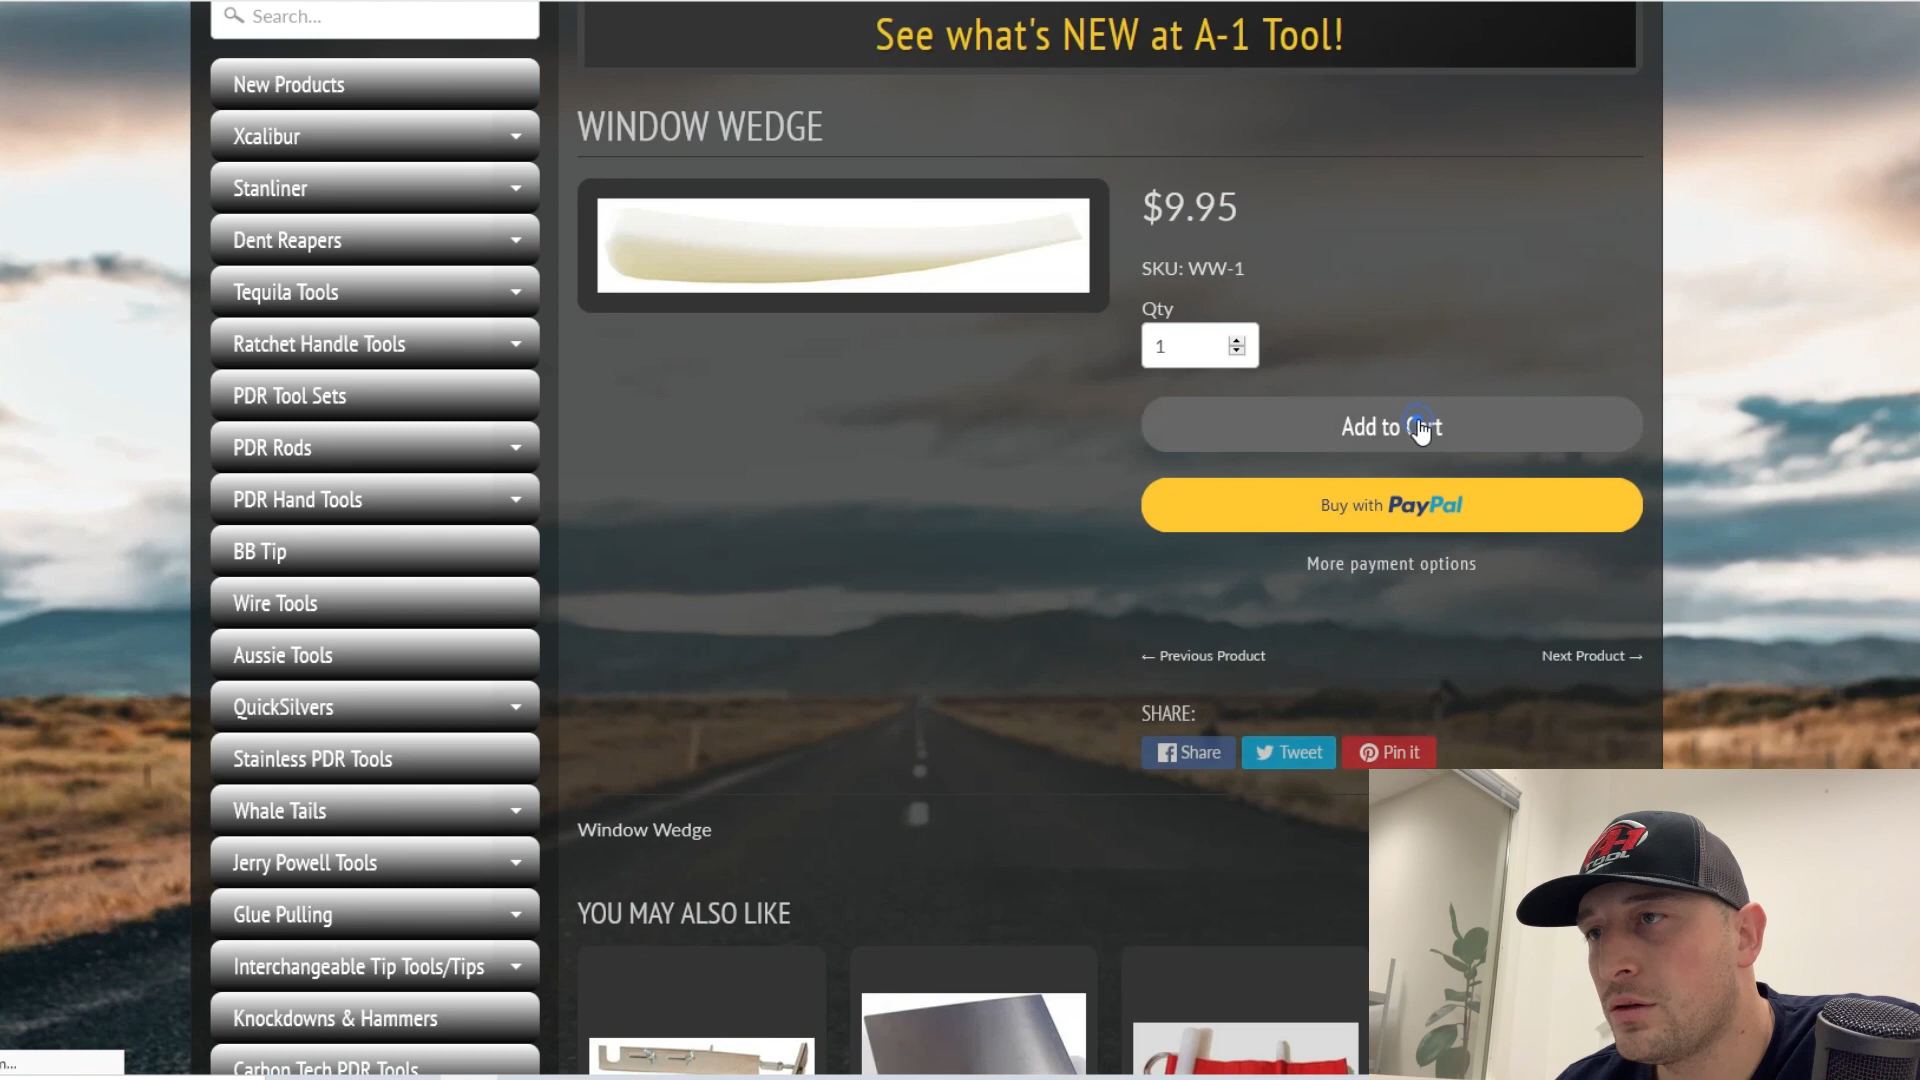 Search...
New Products
Xcalibur
Stanliner
Dent Reapers
Tequila Tools
Ratchet Handle Tools
PDR Tool Sets
PDR Rods
PDR Hand Tools
BB Tip
Wire Tools
Aussie Tools
QuickSilvers
Stainless PDR Tools
Whale Tails
Jerry Powell Tools
Glue Pulling
Interchangeable Tip Tools/Tips
Knockdowns & Hammers
Carbon Tech PDR Tools
See what's NEW at A-1 Tool!
WINDOW WEDGE
$9.95
SKU: WW-1
Qty
1
Add to Cart
Buy with PayPal
More payment options
← Previous Product
Next Product →
SHARE:
Share
Tweet
Pin it
Window Wedge
YOU MAY ALSO LIKE
TOOL